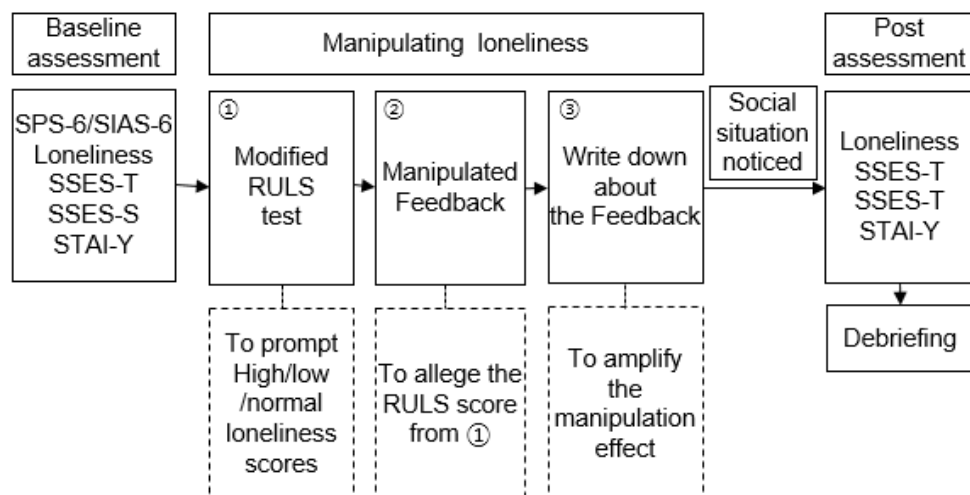 Baseline
assessment
Manipulating loneliness
Post
assessment
SPS-6/SIAS-6
Loneliness
SSES-T
SSES-S
STAI-Y
①
Modified
RULS
test
②
Manipulated
Feedback
③
Write down
about
the Feedback
Social
situation
noticed
Loneliness
SSES-T
SSES-T
STAI-Y
To prompt
High/low
/normal
loneliness
scores
To allege the
RULS score
from ①
To amplify
the
manipulation
effect
Debriefing